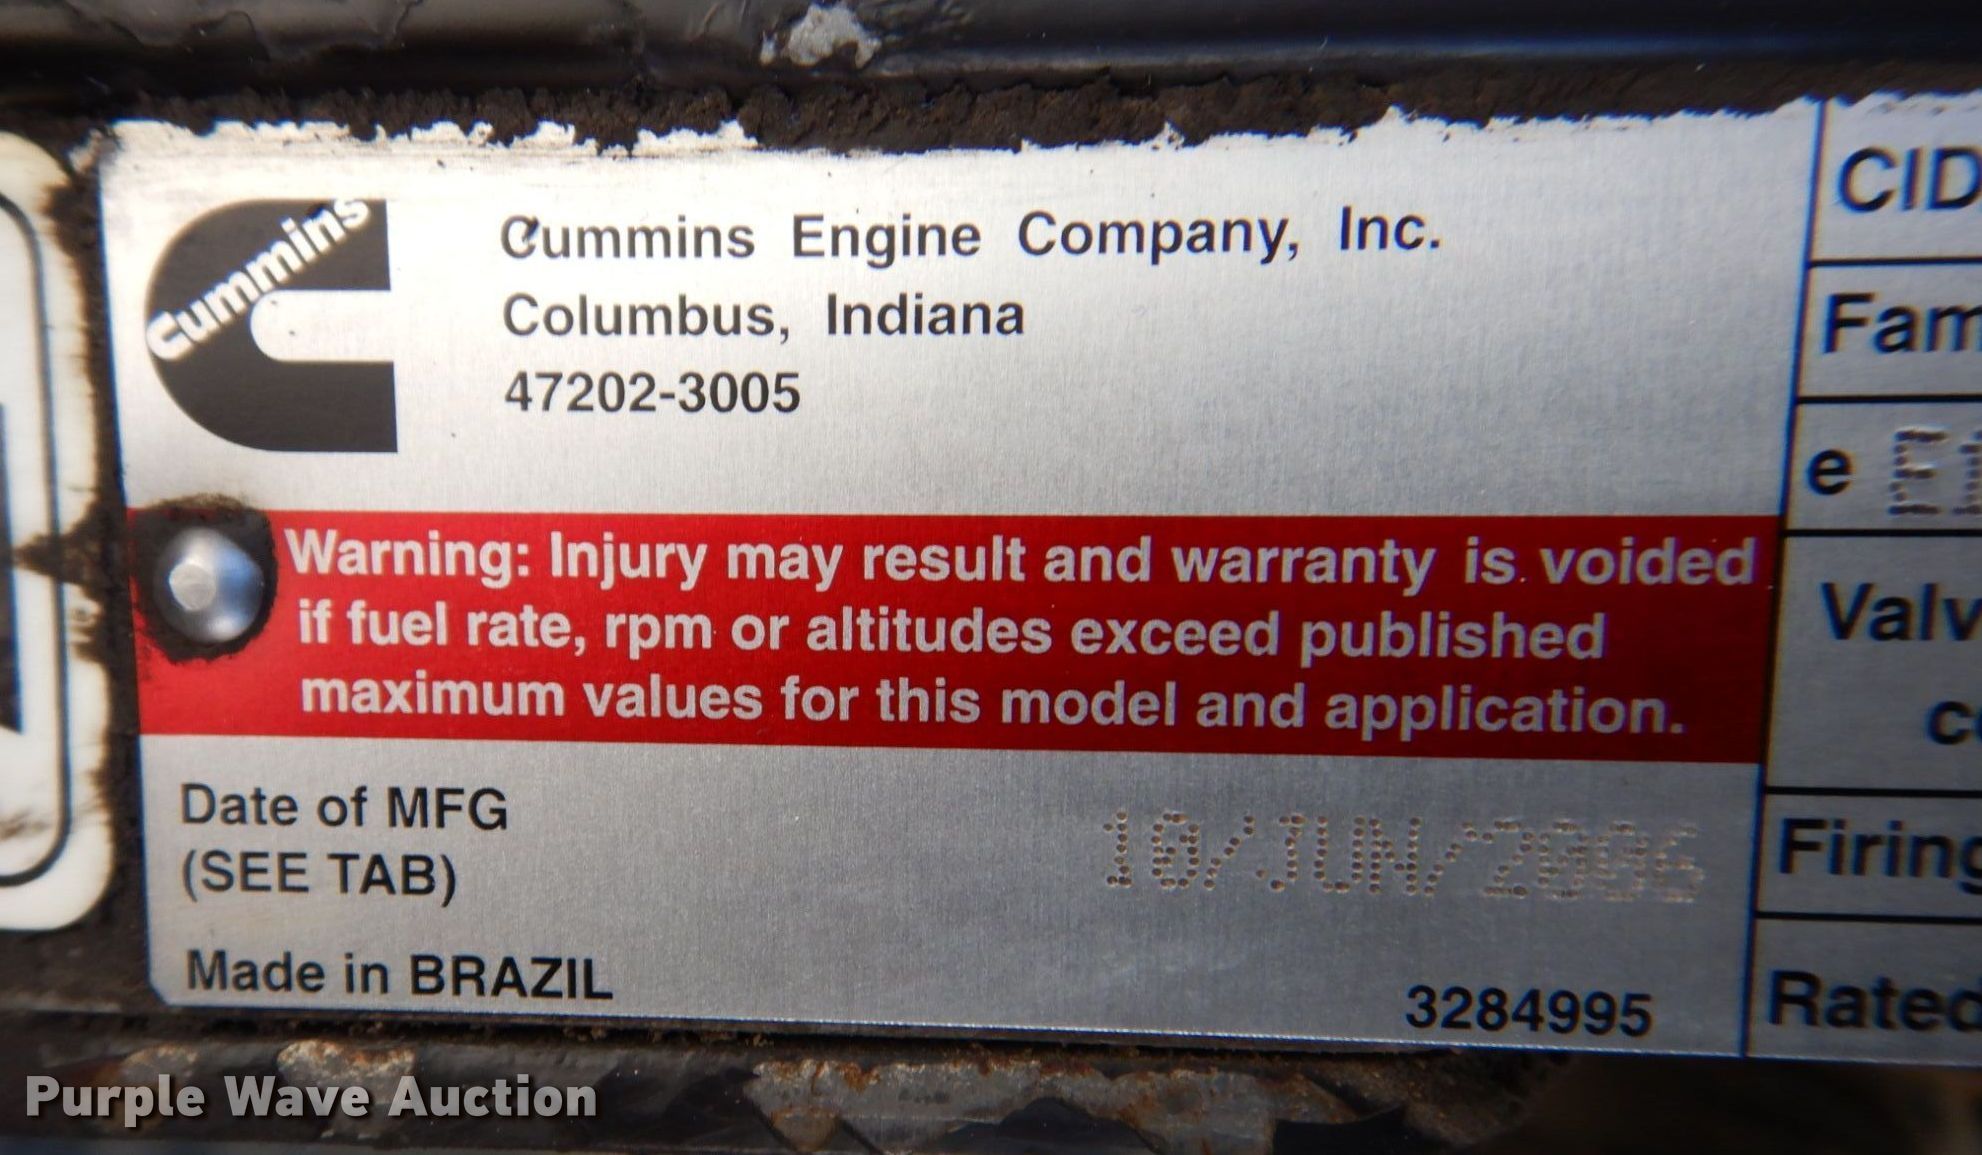 Cummins
Cummins Engine Company, Inc.
Columbus, Indiana
47202-3005
Warning: Injury may result and warranty is voided
if fuel rate, rpm or altitudes exceed published
maximum values for this model and application.
Date of MFG
(SEE TAB)
10/JUN/2006
Made in BRAZIL
3284995
CID
Fam
e
Valv
c
Firing
Rated
Purple Wave Auction